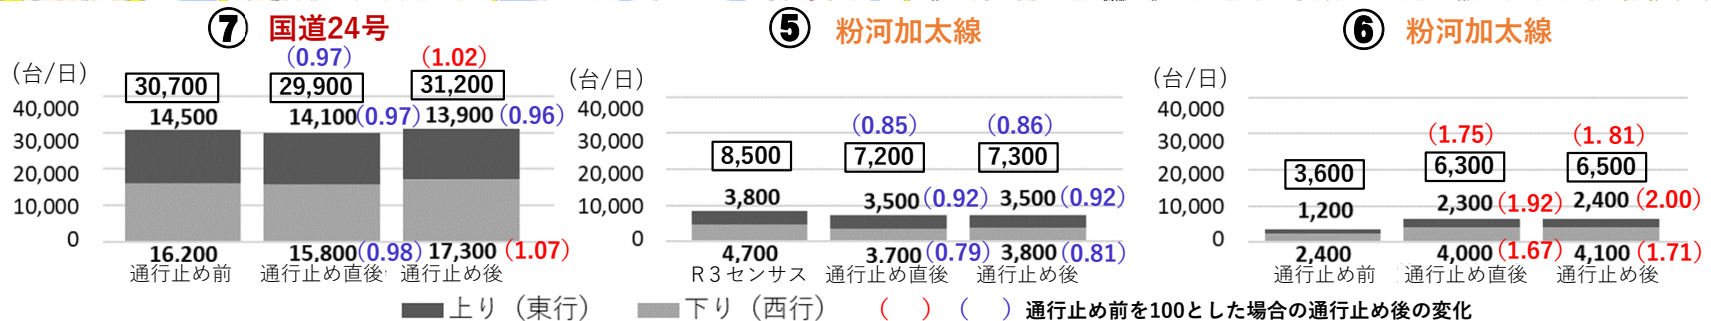 ⑦ 国道24号
(0.97) (1.02)
(台/日)
30,700 29,900 31,200
40,000
14,500 14,100(0.97) 13,900(0.96)
30,000
20,000
10,000
0
16,200 15,800(0.98) 17,300(1.07)
通行止め前 通行止め直後 通行止め後
⑤ 粉河加太線
(台/日)
40,000
(0.85) (0.86)
30,000
8,500 7,200 7,300
20,000
3,800 3,500(0.92) 3,500(0.92)
10,000
0
4,700 3,700(0.79) 3,800(0.81)
R3センサス 通行止め直後 通行止め後
⑥ 粉河加太線
(台/日)
40,000
(1.75) (1.81)
30,000
3,600 6,300 6,500
20,000
1,200 2,300(1.92) 2,400(2.00)
10,000
0
2,400 4,000(1.67) 4,100(1.71)
通行止め前 通行止め直後 通行止め後
上り（東行） 下り（西行） （ ）（ ）通行止め前を100とした場合の通行止め後の変化